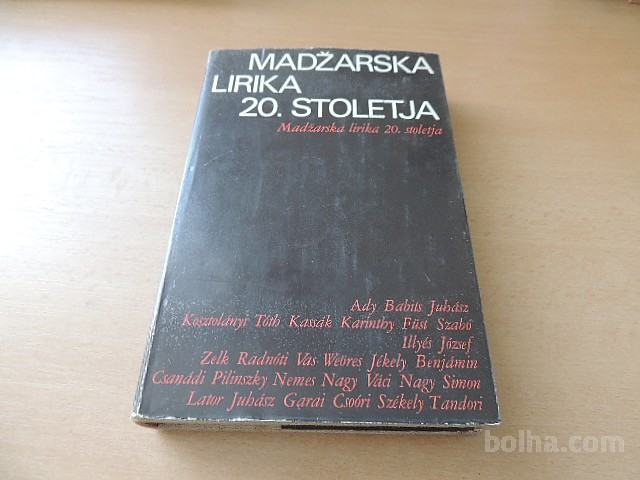 MADŽARSKA
LIRIKA
20. STOLETJA
Madžarska lirika 20. stoletja
Ady Babits Juhász
Kosztolányi Tóth Kassák Karinthy Füst Szabó
Illyés József
Zelk Radnóti Vas Weöres Jékely Benjámin
Csanádi Pilinszky Nemes Nagy Váci Nagy Simon
Lator Juhász Garai Csoóri Székely Tandori
bolha.com